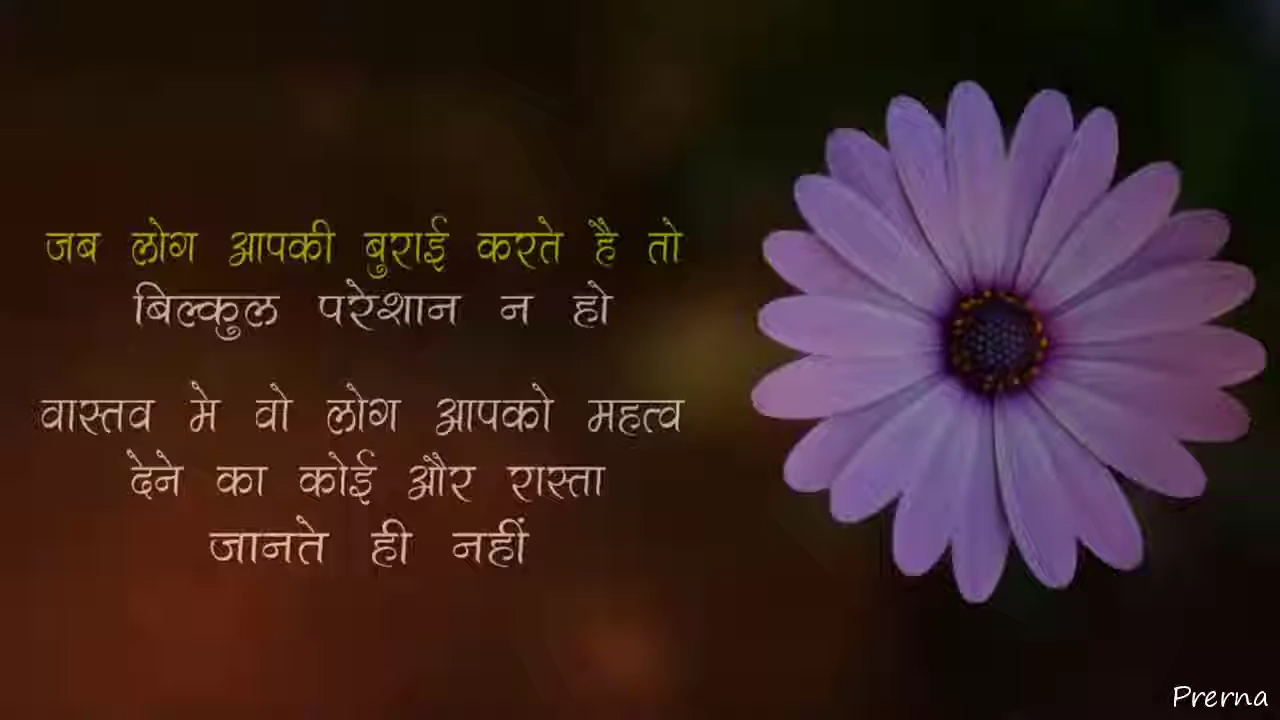 जब लोग आपकी बुराई करते है तो
बिल्कुल परेशान न हो
वास्तव मे वो लोग आपको महत्व
देने का कोई और रास्ता
जानते ही नहीं
Prerna